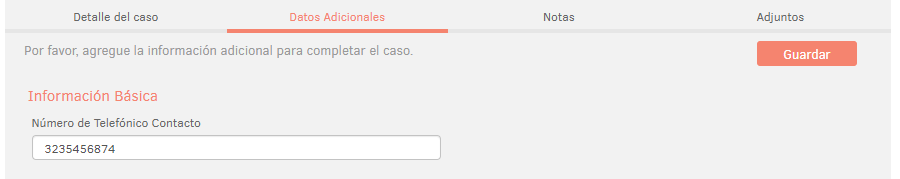 Detalle del caso
Datos Adicionales
Notas
Adjuntos
Por favor, agregue la información adicional para completar el caso.
Guardar
Información Básica
Número de Telefónico Contacto
3235456874